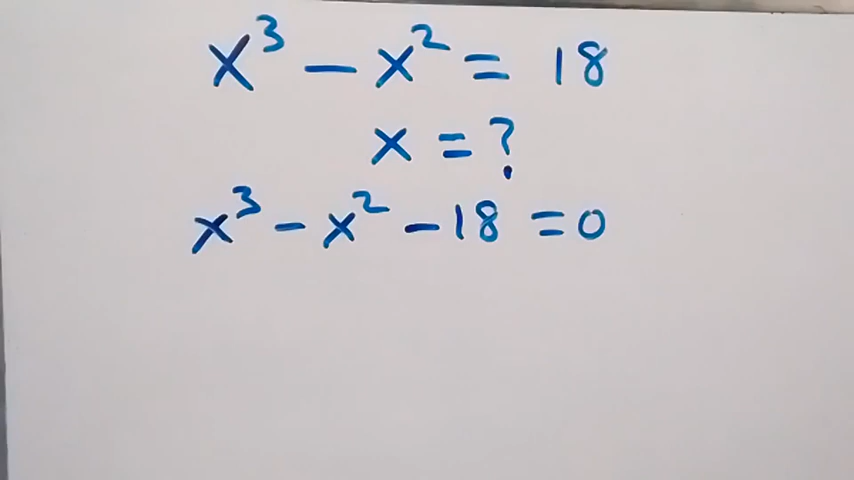 x³ − x² = 18
x = ?
x³ − x² − 18 = 0